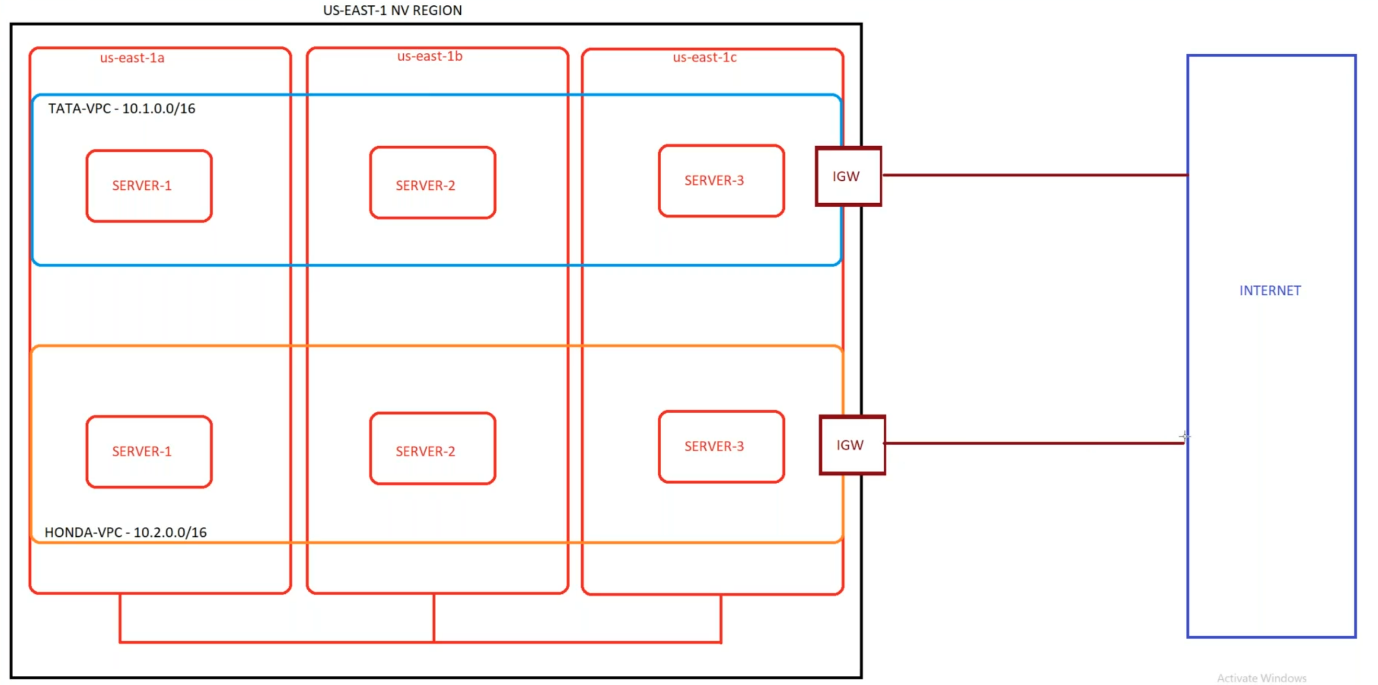 US-EAST-1 NV REGION
us-east-1a
us-east-1b
us-east-1c
TATA-VPC - 10.1.0.0/16
SERVER-1
SERVER-2
SERVER-3
IGW
INTERNET
SERVER-1
SERVER-2
SERVER-3
IGW
HONDA-VPC - 10.2.0.0/16
Activate Windows